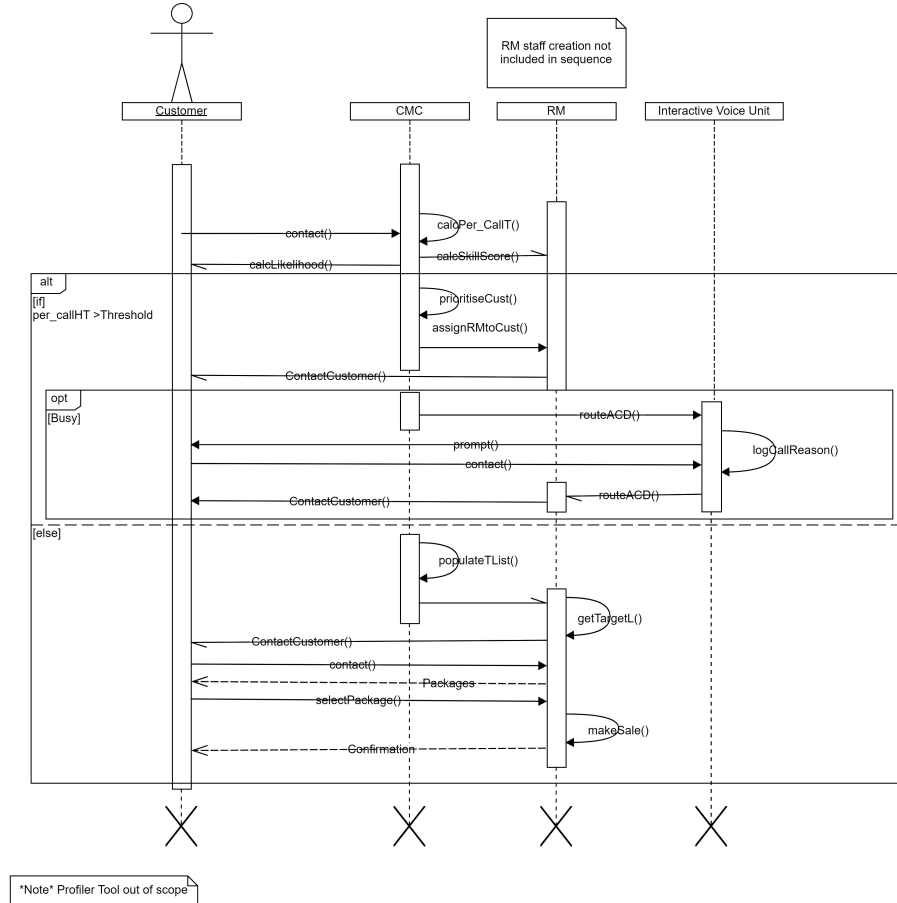 RM staff creation not
included in sequence
Customer
CMC
RM
Interactive Voice Unit
calcPer_CallT()
contact()
calcSkillScore()
calcLikelihood()
alt
[if]
per_callHT >Threshold
prioritiseCust()
assignRMtoCust()
ContactCustomer()
opt
[Busy]
routeACD()
prompt()
logCallReason()
contact()
routeACD()
ContactCustomer()
[else]
populateTList()
getTargetL()
ContactCustomer()
contact()
Packages
selectPackage()
makeSale()
Confirmation
*Note* Profiler Tool out of scope